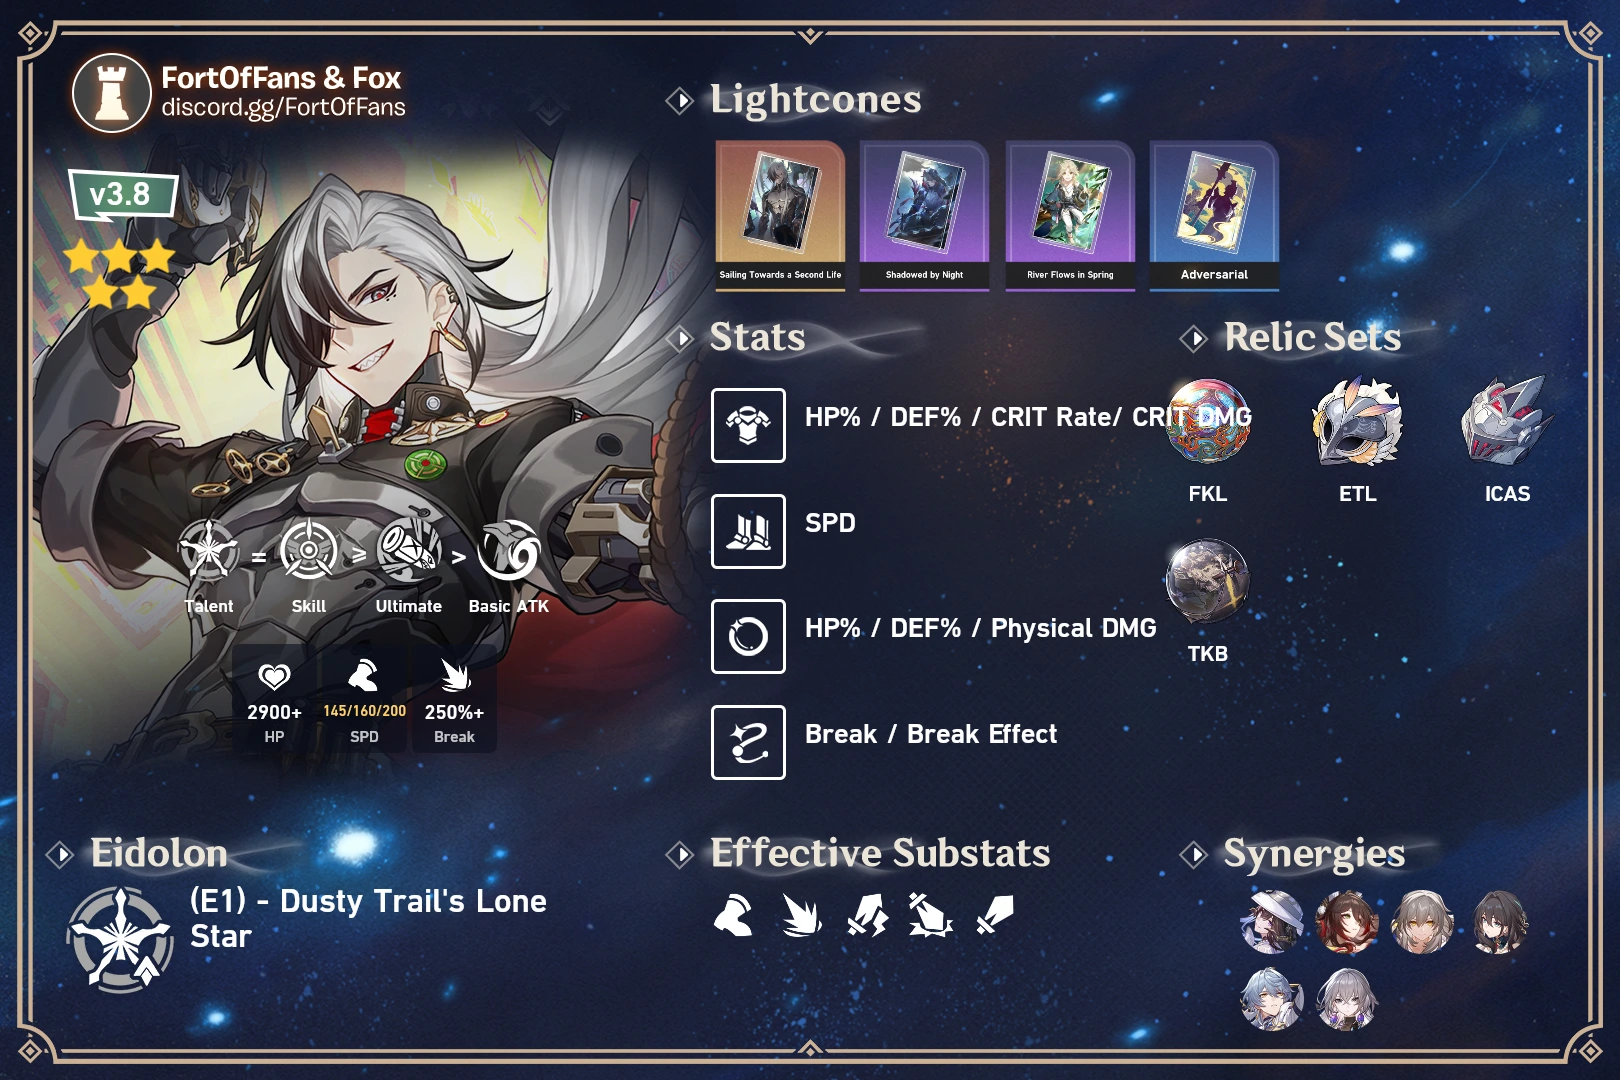 FortOfFans & Fox
discord.gg/FortOfFans
v3.8
Talent
=
Skill
≥
Ultimate
>
Basic ATK
2900+
HP
145/160/200
SPD
250%+
Break
Lightcones
Sailing Towards a Second Life
Shadowed by Night
River Flows in Spring
Adversarial
Stats
HP% / DEF% / CRIT Rate/ CRIT DMG
SPD
HP% / DEF% / Physical DMG
Break / Break Effect
Relic Sets
FKL
ETL
ICAS
TKB
Eidolon
(E1) - Dusty Trail's Lone
Star
Effective Substats
Synergies